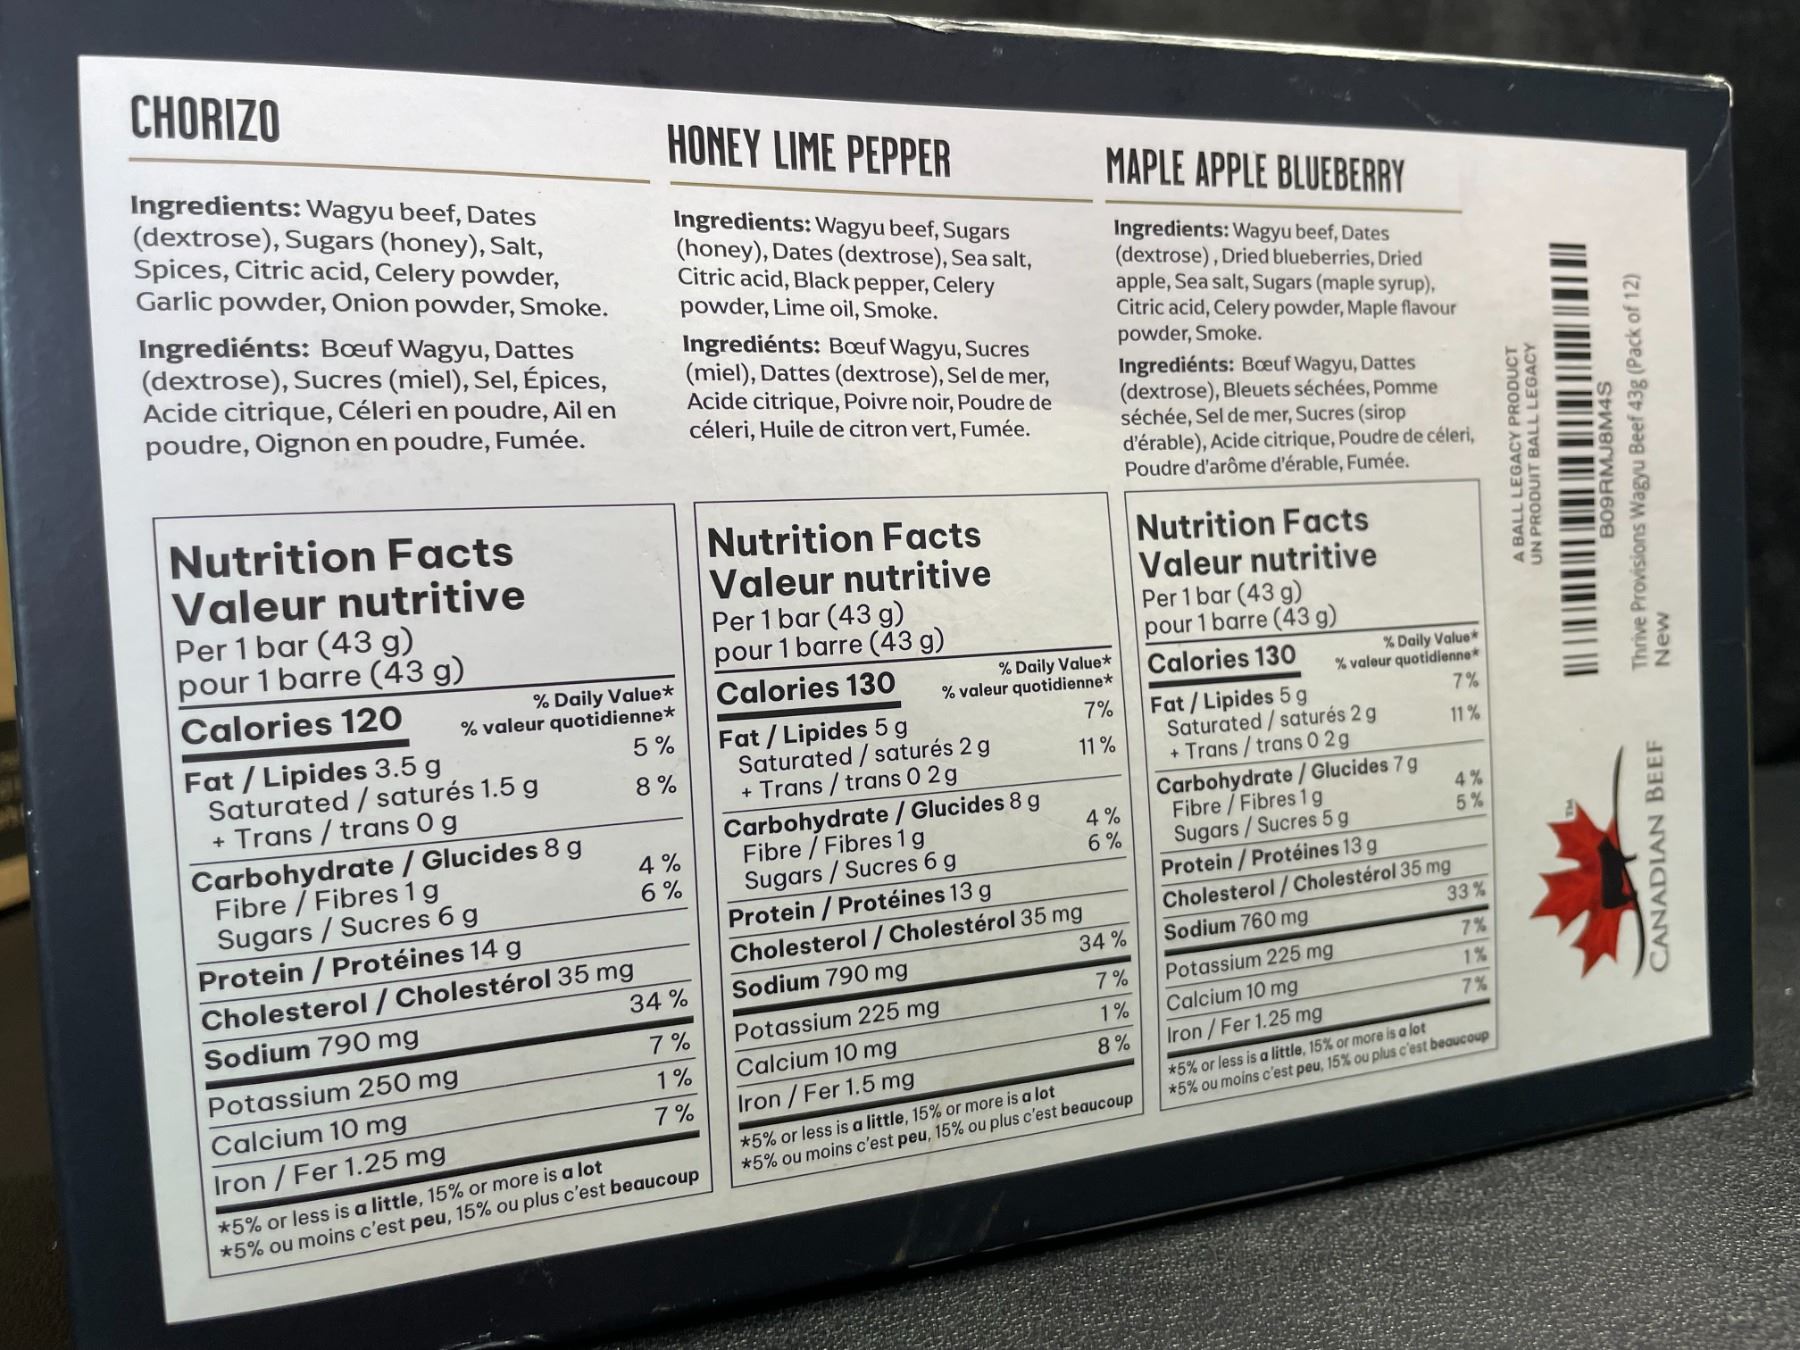 CHORIZO
Ingredients: Wagyu beef, Dates
(dextrose), Sugars (honey), Salt,
Spices, Citric acid, Celery powder,
Garlic powder, Onion powder, Smoke.
Ingrediénts: Bœuf Wagyu, Dattes
(dextrose), Sucres (miel), Sel, Épices,
Acide citrique, Céleri en poudre, Ail en
poudre, Oignon en poudre, Fumée.
Nutrition Facts
Valeur nutritive
Per 1 bar (43 g)
pour 1 barre (43 g)
Calories 120
% Daily Value*
% valeur quotidienne*
Fat / Lipides 3.5 g 5 %
Saturated / saturés 1.5 g 8 %
+ Trans / trans 0 g
Carbohydrate / Glucides 8 g
Fibre / Fibres 1 g 4 %
Sugars / Sucres 6 g 6 %
Protein / Protéines 14 g
Cholesterol / Cholestérol 35 mg
Sodium 790 mg 34 %
Potassium 250 mg 7 %
Calcium 10 mg 1 %
Iron / Fer 1.25 mg 7 %
*5% or less is a little, 15% or more is a lot
*5% ou moins c'est peu, 15% ou plus c'est beaucoup
HONEY LIME PEPPER
Ingredients: Wagyu beef, Sugars
(honey), Dates (dextrose), Sea salt,
Citric acid, Black pepper, Celery
powder, Lime oil, Smoke.
Ingrediénts: Bœuf Wagyu, Sucres
(miel), Dattes (dextrose), Sel de mer,
Acide citrique, Poivre noir, Poudre de
céleri, Huile de citron vert, Fumée.
Nutrition Facts
Valeur nutritive
Per 1 bar (43 g)
pour 1 barre (43 g)
Calories 130
% Daily Value*
% valeur quotidienne*
Fat / Lipides 5 g 7%
Saturated / saturés 2 g 11 %
+ Trans / trans 0 2 g
Carbohydrate / Glucides 8 g
Fibre / Fibres 1 g 4 %
Sugars / Sucres 6 g 6 %
Protein / Protéines 13 g
Cholesterol / Cholestérol 35 mg
Sodium 790 mg 34 %
Potassium 225 mg 7 %
Calcium 10 mg 1 %
Iron / Fer 1.5 mg 8 %
*5% or less is a little, 15% or more is a lot
*5% ou moins c'est peu, 15% ou plus c'est beaucoup
MAPLE APPLE BLUEBERRY
Ingredients: Wagyu beef, Dates
(dextrose) , Dried blueberries, Dried
apple, Sea salt, Sugars (maple syrup),
Citric acid, Celery powder, Maple flavour
powder, Smoke.
Ingrediénts: Bœuf Wagyu, Dattes
(dextrose), Bleuets séchées, Pomme
séchée, Sel de mer, Sucres (sirop
d'érable), Acide citrique, Poudre de céleri,
Poudre d'arôme d'érable, Fumée.
Nutrition Facts
Valeur nutritive
Per 1 bar (43 g)
pour 1 barre (43 g)
Calories 130
% Daily Value*
% valeur quotidienne*
Fat / Lipides 5 g 7%
Saturated / saturés 2 g 11 %
+ Trans / trans 0 2 g
Carbohydrate / Glucides 7 g
Fibre / Fibres 1 g 4 %
Sugars / Sucres 5 g 5 %
Protein / Protéines 13 g
Cholesterol / Cholestérol 35 mg
Sodium 760 mg 33 %
Potassium 225 mg 7%
Calcium 10 mg 1%
Iron / Fer 1.25 mg 7%
*5% or less is a little, 15% or more is a lot
*5% ou moins c'est peu, 15% ou plus c'est beaucoup
A BALL LEGACY PRODUCT
UN PRODUIT BALL LEGACY
B09RMJ8M4S
Thrive Provisions Wagyu Beef 43g (Pack of 12)
New
TM
CANADIAN BEEF